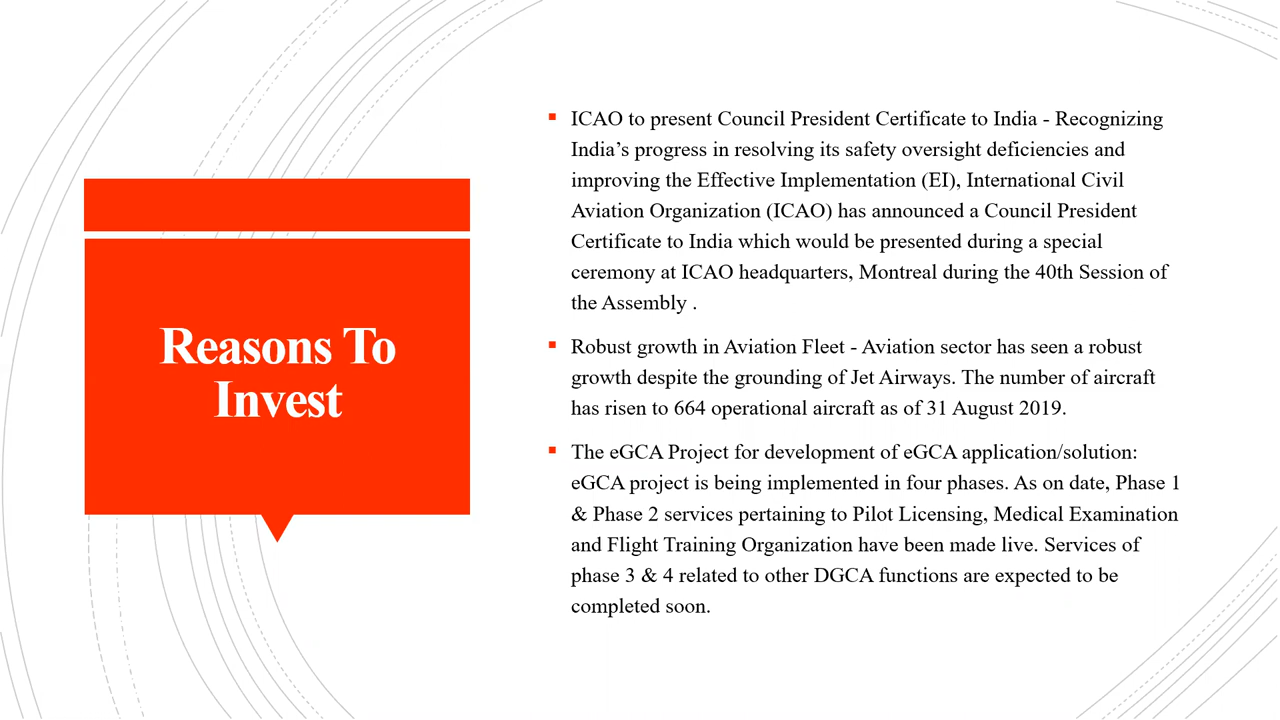 Reasons To
Invest
ICAO to present Council President Certificate to India - Recognizing
India’s progress in resolving its safety oversight deficiencies and
improving the Effective Implementation (EI), International Civil
Aviation Organization (ICAO) has announced a Council President
Certificate to India which would be presented during a special
ceremony at ICAO headquarters, Montreal during the 40th Session of
the Assembly .
Robust growth in Aviation Fleet - Aviation sector has seen a robust
growth despite the grounding of Jet Airways. The number of aircraft
has risen to 664 operational aircraft as of 31 August 2019.
The eGCA Project for development of eGCA application/solution:
eGCA project is being implemented in four phases. As on date, Phase 1
& Phase 2 services pertaining to Pilot Licensing, Medical Examination
and Flight Training Organization have been made live. Services of
phase 3 & 4 related to other DGCA functions are expected to be
completed soon.